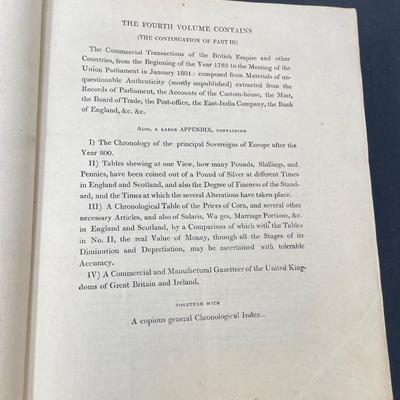 THE FOURTH VOLUME CONTAINS
(THE CONTINUATION OF PART III)
The Commercial Transactions of the British Empire and other
Countries, from the Beginning of the Year 1783 to the Meeting of the
Union Parliament in January 1801: composed from Materials of un-
questionable Authenticity (mostly unpublished) extracted from the
Records of Parliament, the Accounts of the Custom-house, the Mint,
the Board of Trade, the Post-office, the East-India Company, the Bank
of England, &c. &c.
ALSO, A LARGE APPENDIX, CONTAINING
I) The Chronology of the principal Sovereigns of Europe after the
Year 800.
II) Tables shewing at one View, how many Pounds, Shillings, and
Pennies, have been coined out of a Pound of Silver at different Times
in England and Scotland, and also the Degree of Fineness of the Stand-
ard, and the Times at which the several Alterations have taken place.
III) A Chronological Table of the Prices of Corn, and several other
necessary Articles, and also of Salaries, Wa ges, Marriage Portions, &c.
in England and Scotland, by a Comparison of which with the Tables
in No. II, the real Value of Money, through all the Stages of its
Diminution and Depretiation, may be ascertained with tolerable
Accuracy.
IV) A Commercial and Manufactural Gazetteer of the United King-
doms of Great Britain and Ireland.
TOGETHER WITH
A copious general Chronological Index.